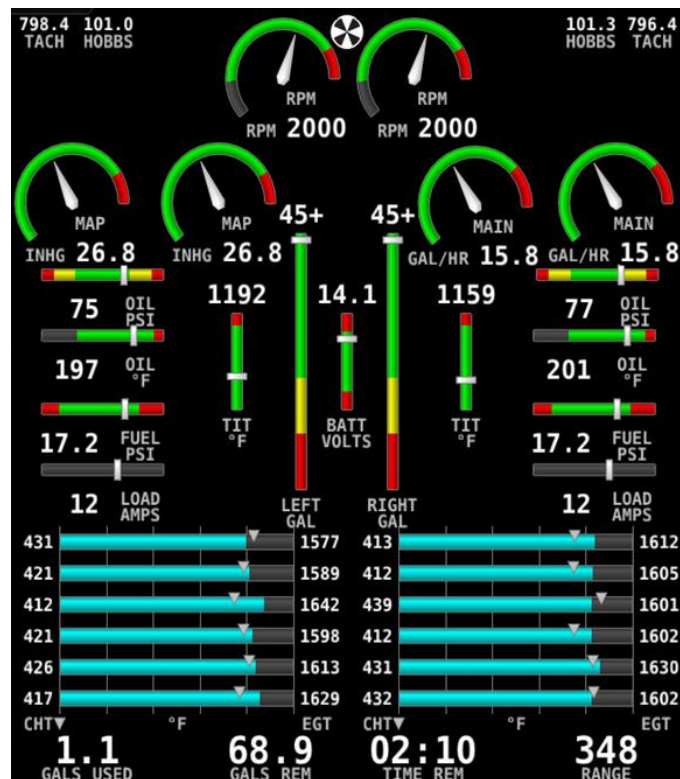 798.4 101.0
TACH HOBBS
101.3 796.4
HOBBS TACH
RPM
RPM 2000
RPM
RPM 2000
MAP
INHG 26.8
MAP
INHG 26.8
45+
45+
MAIN
GAL/HR 15.8
MAIN
GAL/HR 15.8
75 OIL PSI
1192
14.1
1159
77 OIL PSI
197 OIL °F
TIT °F
BATT VOLTS
TIT °F
201 OIL °F
17.2 FUEL PSI
17.2 FUEL PSI
12 LOAD AMPS
LEFT GAL
RIGHT GAL
12 LOAD AMPS
431 1577
421 1589
412 1642
421 1598
426 1613
417 1629
CHT °F EGT
413 1612
412 1605
439 1601
412 1602
431 1630
432 1602
CHT °F EGT
1.1 68.9 02:10 348
GALS USED GALS REM TIME REM RANGE